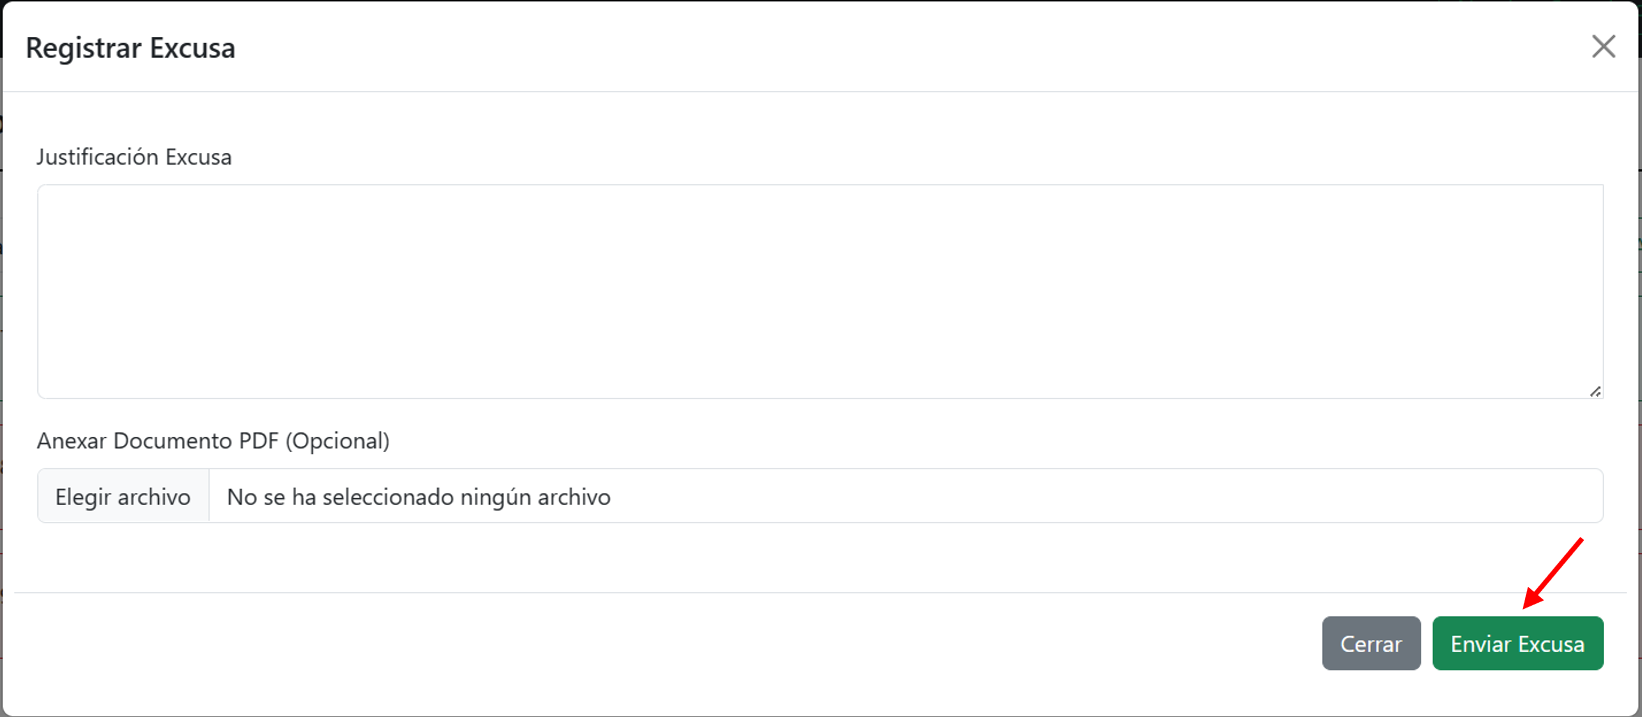 Registrar Excusa
Justificación Excusa
Anexar Documento PDF (Opcional)
Elegir archivo No se ha seleccionado ningún archivo
Cerrar Enviar Excusa